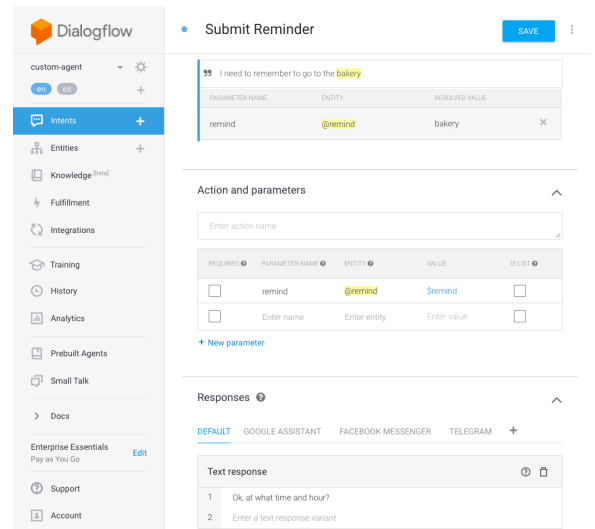 Dialogflow
custom-agent
en es
Intents
Entities
Knowledge [beta]
Fulfillment
Integrations
Training
History
Analytics
Prebuilt Agents
Small Talk
Docs
Enterprise Essentials
Pay as You Go
Edit
Support
Account
Submit Reminder
SAVE
I need to remember to go to the bakery
PARAMETER NAME ENTITY RESOLVED VALUE
remind @remind bakery
Action and parameters
Enter action name
REQUIRED PARAMETER NAME ENTITY VALUE IS LIST
remind @remind $remind
Enter name Enter entity Enter value
+ New parameter
Responses
DEFAULT GOOGLE ASSISTANT FACEBOOK MESSENGER TELEGRAM +
Text response
1 Ok, at what time and hour?
2 Enter a text response variant